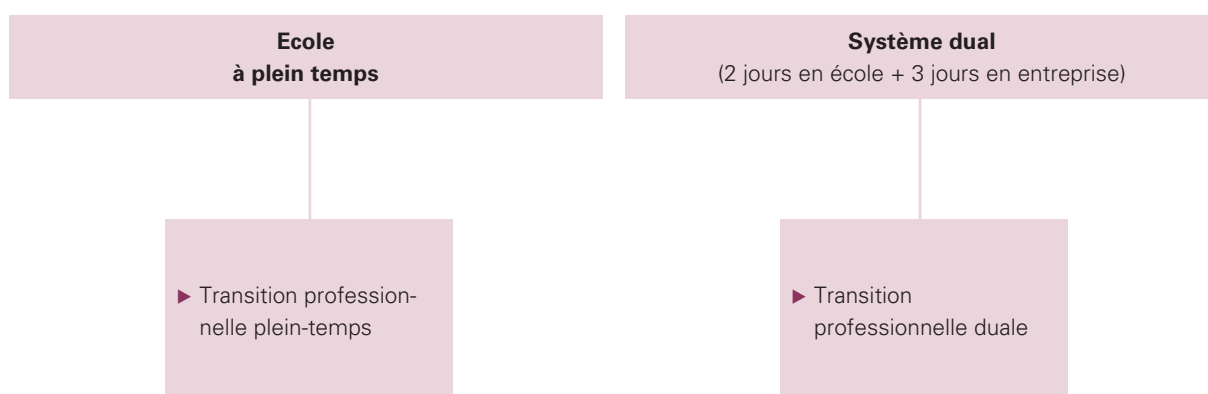 Ecole
à plein temps
Système dual
(2 jours en école + 3 jours en entreprise)
▶ Transition profession-
nelle plein-temps
▶ Transition
professionnelle duale